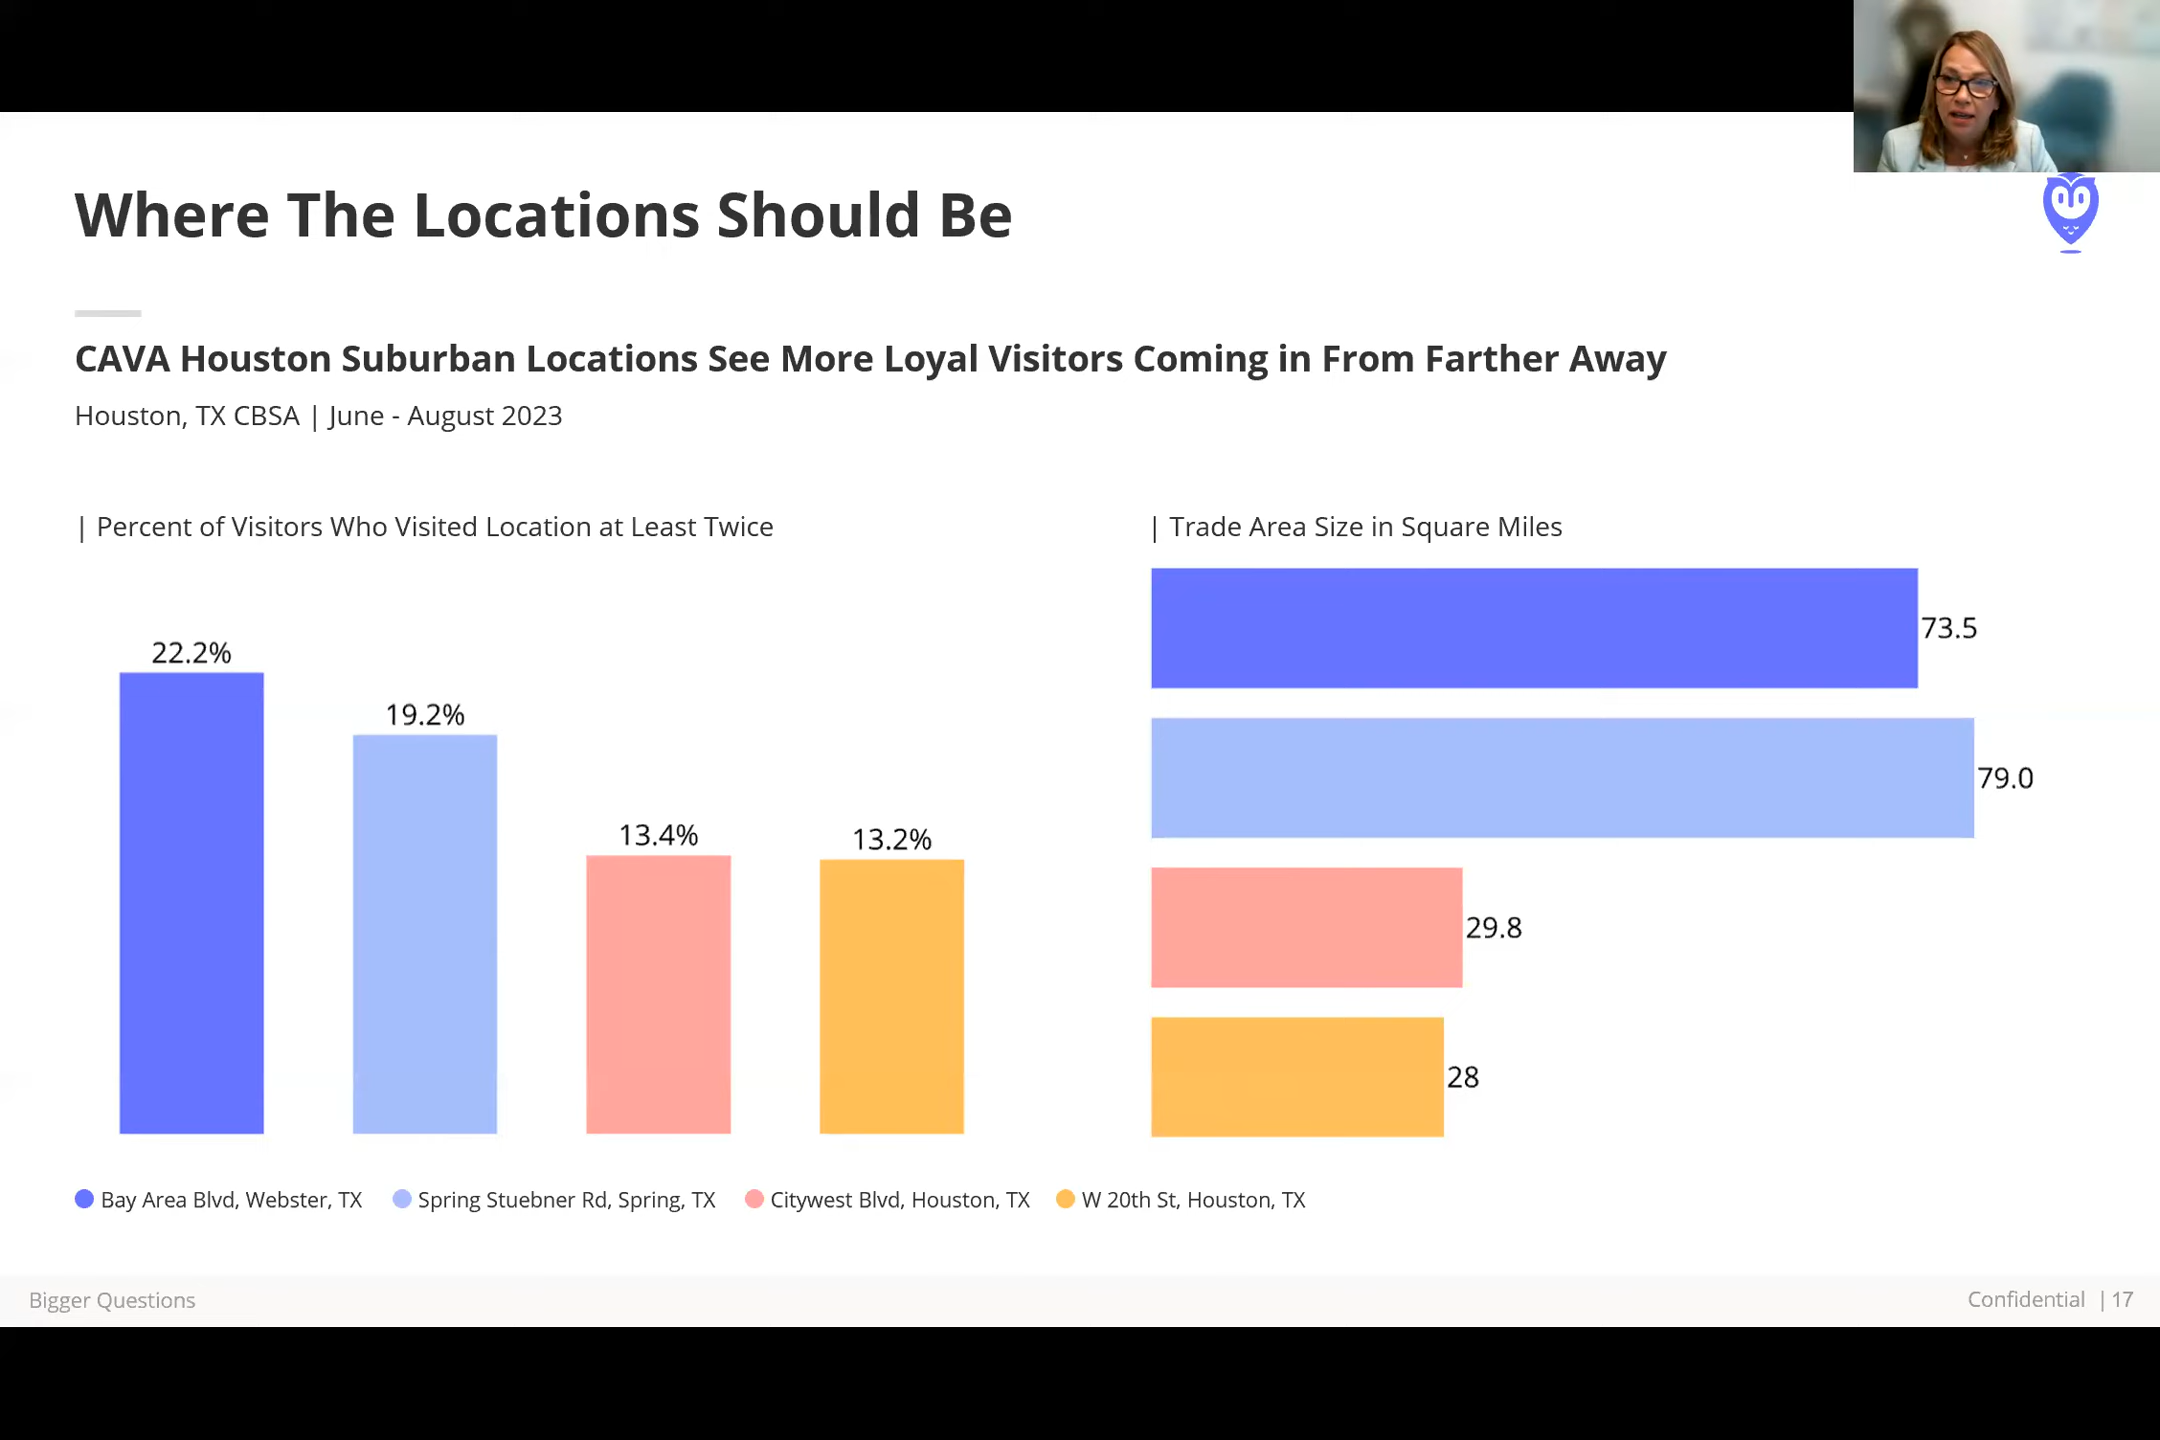 Where The Locations Should Be
CAVA Houston Suburban Locations See More Loyal Visitors Coming in From Farther Away
Houston, TX CBSA | June - August 2023
| Percent of Visitors Who Visited Location at Least Twice
22.2%
19.2%
13.4%
13.2%
| Trade Area Size in Square Miles
73.5
79.0
29.8
28
Bay Area Blvd, Webster, TX
Spring Stuebner Rd, Spring, TX
Citywest Blvd, Houston, TX
W 20th St, Houston, TX
Bigger Questions
Confidential | 17